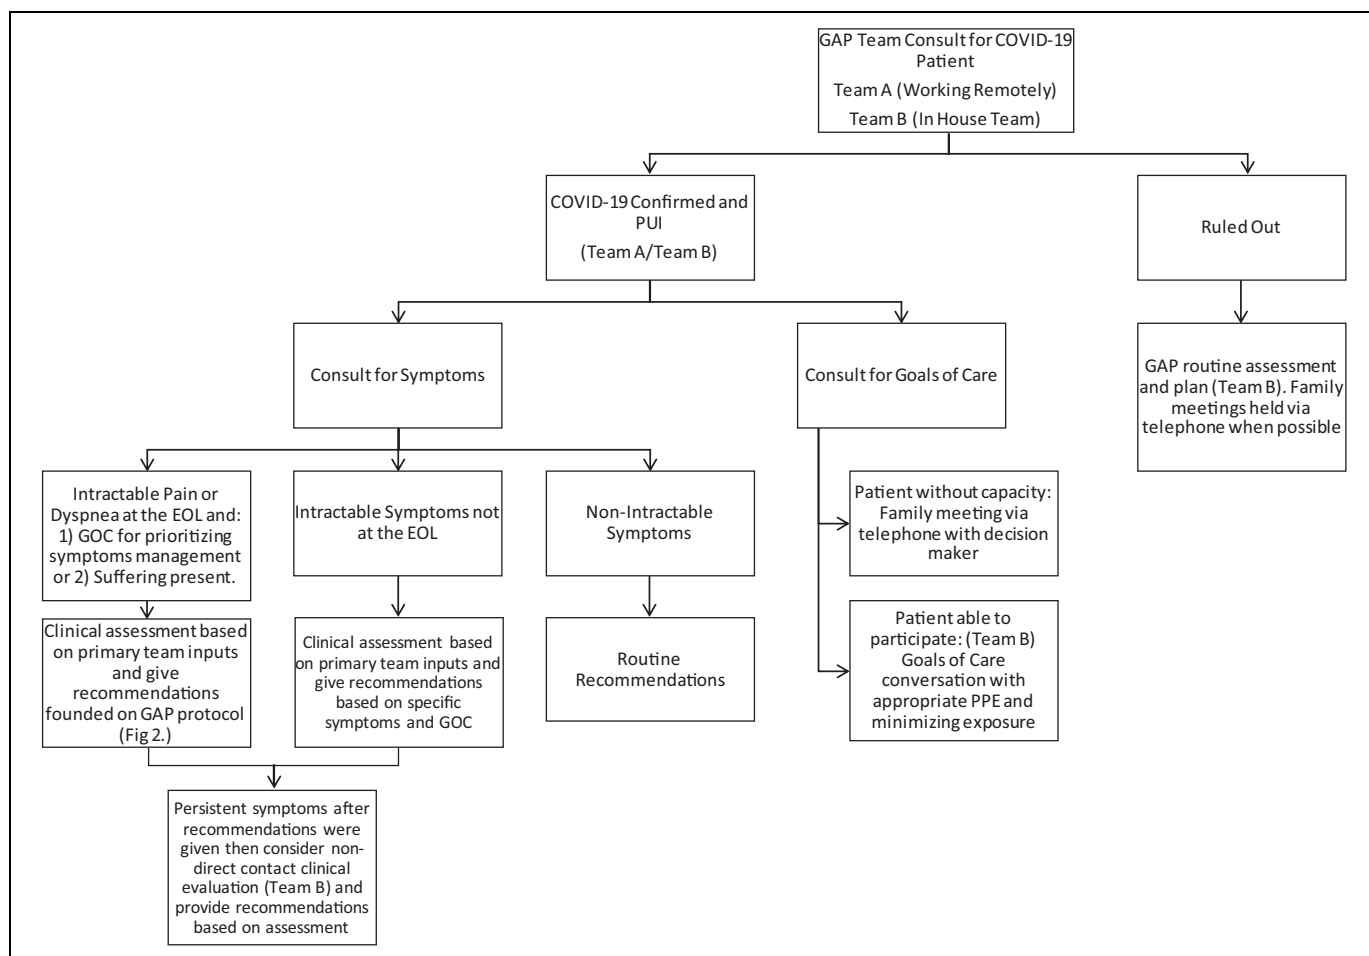 GAP Team Consult for COVID-19
Patient
Team A (Working Remotely)
Team B (In House Team)
COVID-19 Confirmed and
PUI
(Team A/Team B)
Ruled Out
Consult for Symptoms
Consult for Goals of Care
GAP routine assessment
and plan (Team B). Family
meetings held via
telephone when possible
Intractable Pain or
Dyspnea at the EOL and:
1) GOC for prioritizing
symptoms management
or 2) Suffering present.
Intractable Symptoms not
at the EOL
Non-Intractable
Symptoms
Patient without capacity:
Family meeting via
telephone with decision
maker
Clinical assessment based
on primary team inputs
and give
recommendations
founded on GAP protocol
(Fig 2.)
Clinical assessment based
on primary team inputs and
give recommendations
based on specific
symptoms and GOC
Routine
Recommendations
Patient able to
participate: (Team B)
Goals of Care
conversation with
appropriate PPE and
minimizing exposure
Persistent symptoms after
recommendations were
given then consider non-
direct contact clinical
evaluation (Team B) and
provide recommendations
based on assessment